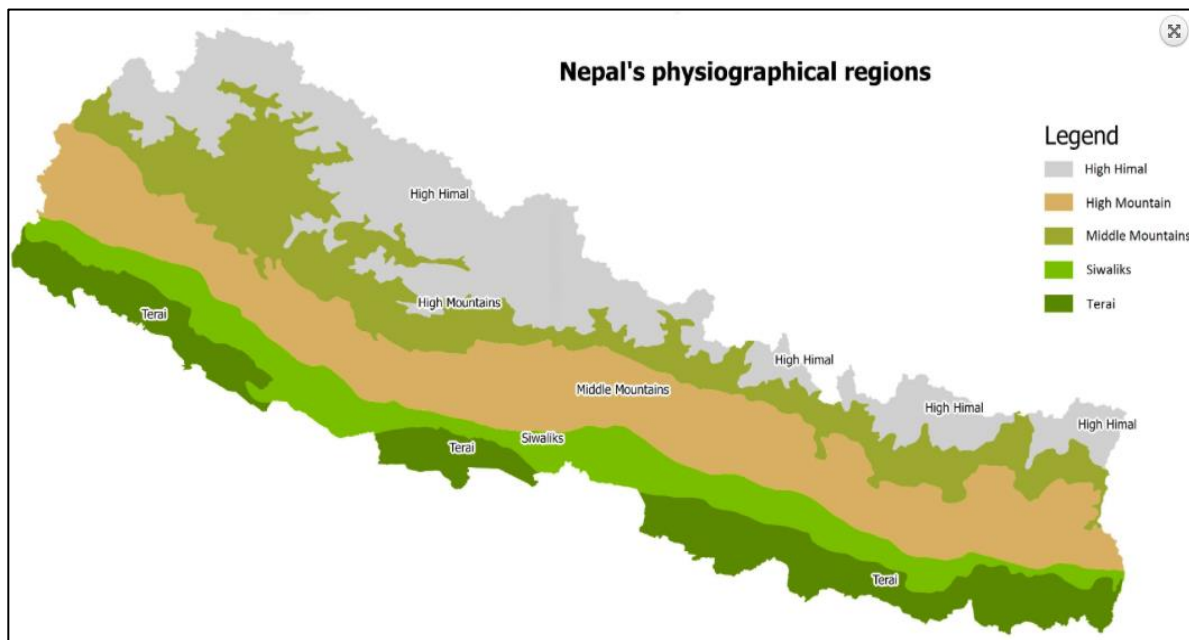 Nepal's physiographical regions
Legend
High Himal
High Mountain
Middle Mountains
Siwaliks
Terai
High Himal
High Mountains
Terai
High Himal
Middle Mountains
High Himal
High Himal
Siwaliks
Terai
Terai